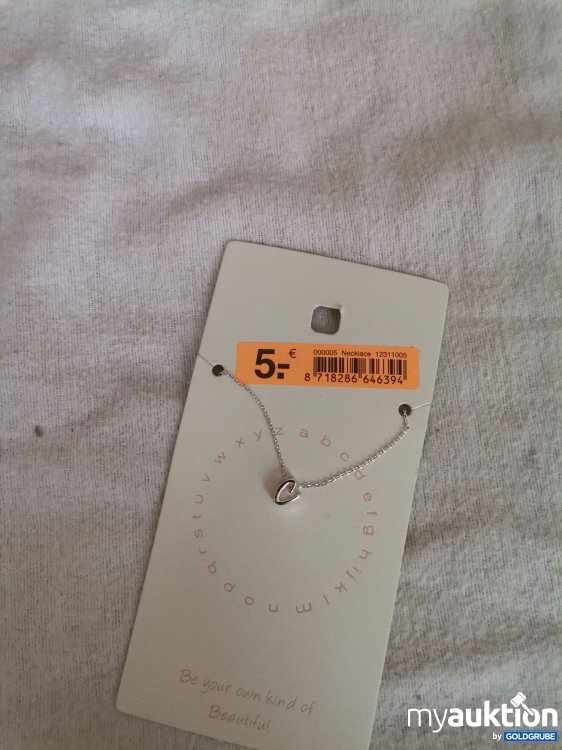 5.- €
000005 Necklace 12311005
8 718286 646394
a b c d e f g h i j k l m n o p q r s t u v w x y z
Be your own kind of
Beautiful
myauktion
by GOLDGRUBE